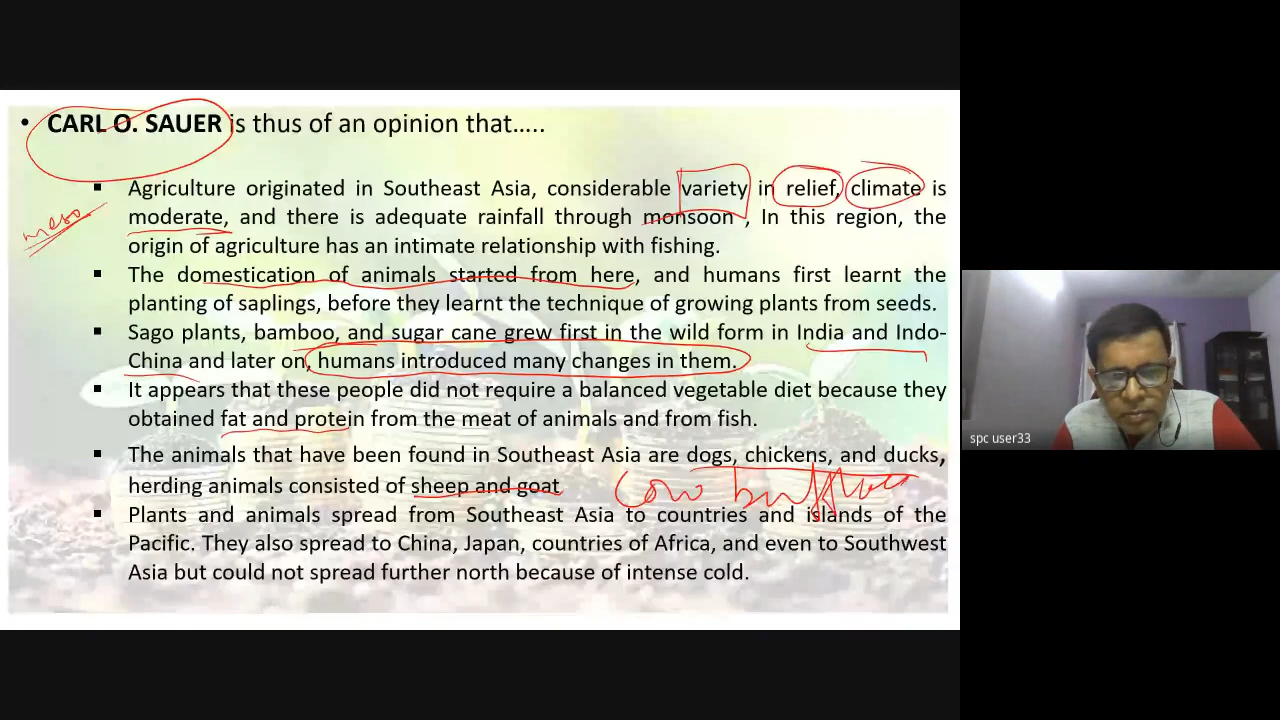 • CARL O. SAUER is thus of an opinion that…..
▪ Agriculture originated in Southeast Asia, considerable variety in relief, climate is
moderate, and there is adequate rainfall through monsoon , In this region, the
origin of agriculture has an intimate relationship with fishing.
▪ The domestication of animals started from here, and humans first learnt the
planting of saplings, before they learnt the technique of growing plants from seeds.
▪ Sago plants, bamboo, and sugar cane grew first in the wild form in India and Indo-
China and later on, humans introduced many changes in them.
▪ It appears that these people did not require a balanced vegetable diet because they
obtained fat and protein from the meat of animals and from fish.
▪ The animals that have been found in Southeast Asia are dogs, chickens, and ducks,
herding animals consisted of sheep and goat
▪ Plants and animals spread from Southeast Asia to countries and islands of the
Pacific. They also spread to China, Japan, countries of Africa, and even to Southwest
Asia but could not spread further north because of intense cold.
meso
cow
spc user33